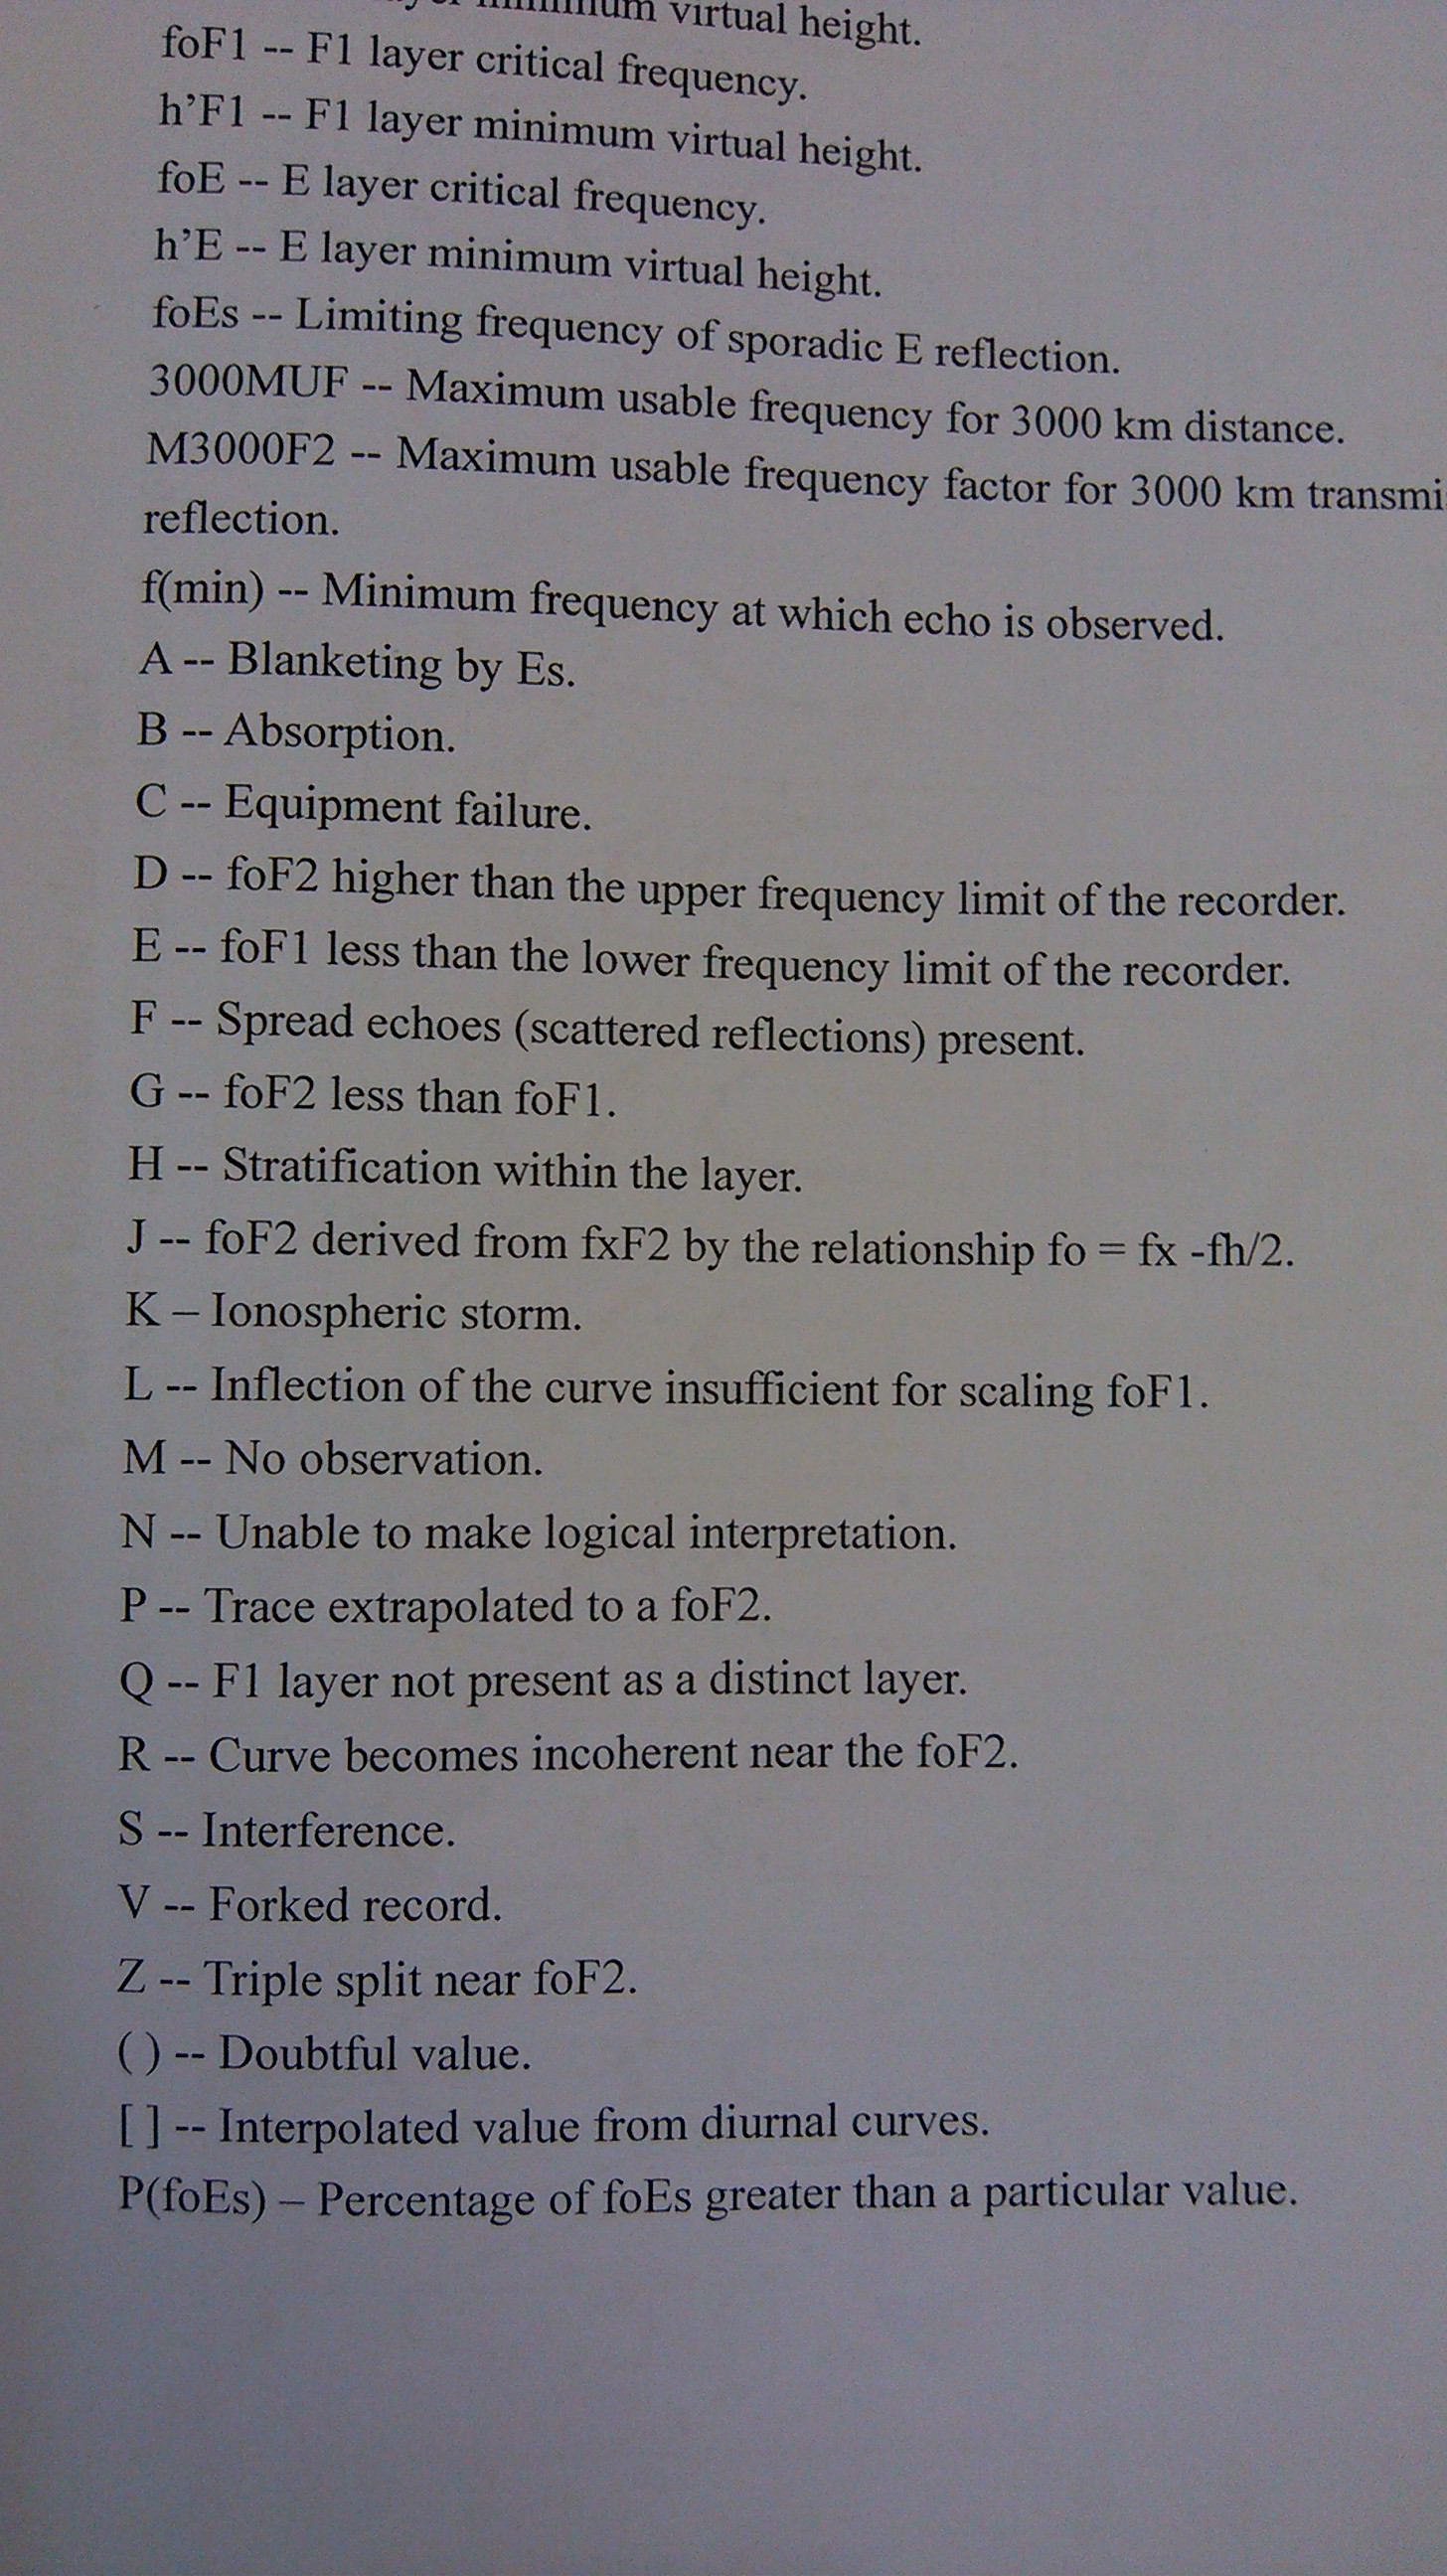 minimum virtual height.
foF1 -- F1 layer critical frequency.
h’F1 -- F1 layer minimum virtual height.
foE -- E layer critical frequency.
h’E -- E layer minimum virtual height.
foEs -- Limiting frequency of sporadic E reflection.
3000MUF -- Maximum usable frequency for 3000 km distance.
M3000F2 -- Maximum usable frequency factor for 3000 km
reflection.
f(min) -- Minimum frequency at which echo is observed.
A -- Blanketing by Es.
B -- Absorption.
C -- Equipment failure.
D -- foF2 higher than the upper frequency limit of the recorder.
E -- foF1 less than the lower frequency limit of the recorder.
F -- Spread echoes (scattered reflections) present.
G -- foF2 less than foF1.
H -- Stratification within the layer.
J -- foF2 derived from fxF2 by the relationship fo = fx -fh/2.
K – Ionospheric storm.
L -- Inflection of the curve insufficient for scaling foF1.
M -- No observation.
N -- Unable to make logical interpretation.
P -- Trace extrapolated to a foF2.
Q -- F1 layer not present as a distinct layer.
R -- Curve becomes incoherent near the foF2.
S -- Interference.
V -- Forked record.
Z -- Triple split near foF2.
( ) -- Doubtful value.
[ ] -- Interpolated value from diurnal curves.
P(foEs) – Percentage of foEs greater than a particular value.